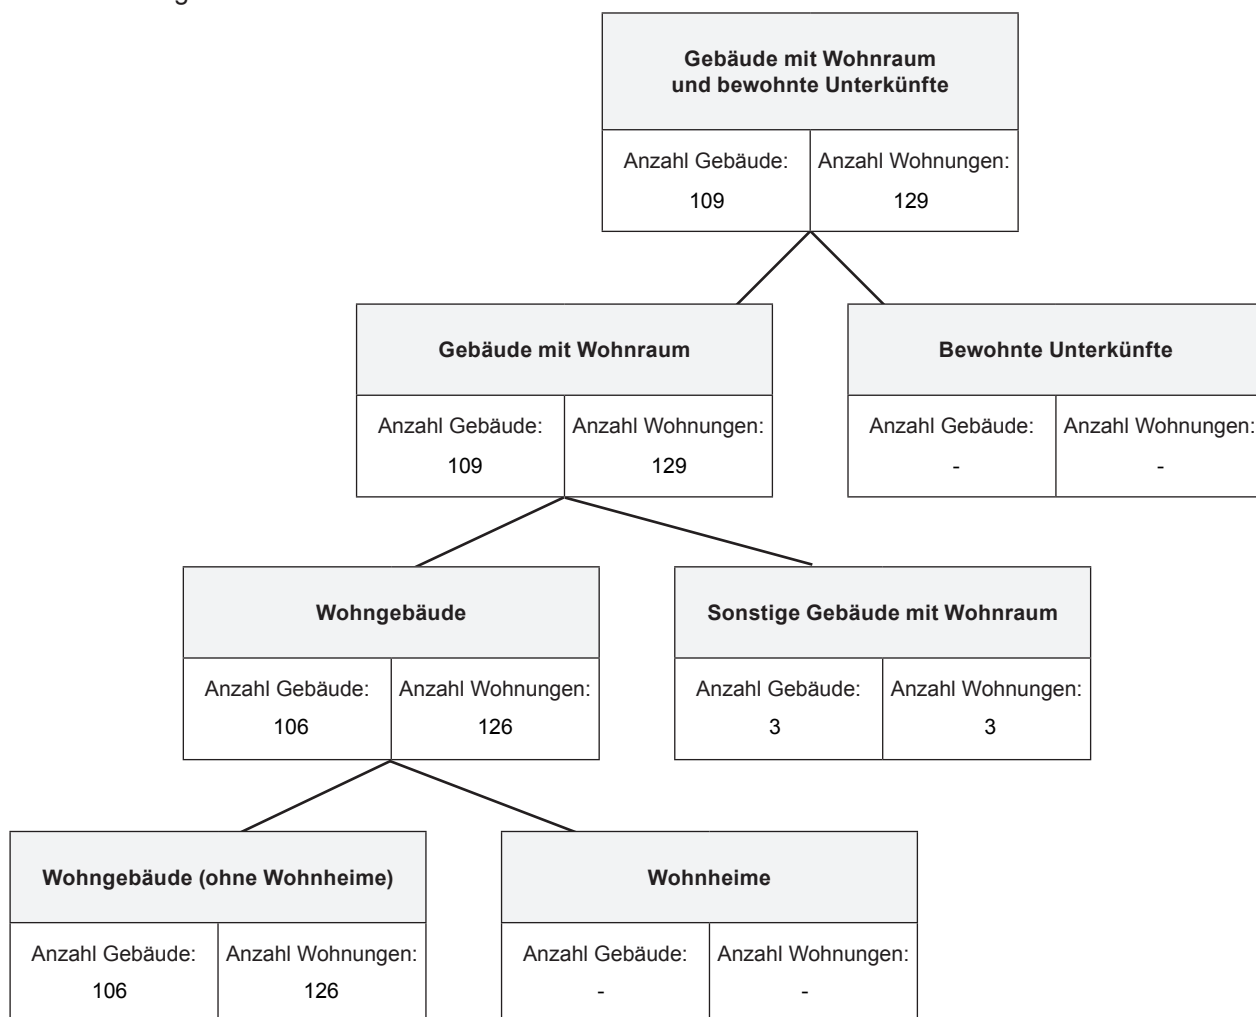 Gebäude mit Wohnraum
und bewohnte Unterkünfte
Anzahl Gebäude: Anzahl Wohnungen:
109 129
Gebäude mit Wohnraum Bewohnte Unterkünfte
Anzahl Gebäude: Anzahl Wohnungen: Anzahl Gebäude: Anzahl Wohnungen:
109 129 - -
Wohngebäude Sonstige Gebäude mit Wohnraum
Anzahl Gebäude: Anzahl Wohnungen: Anzahl Gebäude: Anzahl Wohnungen:
106 126 3 3
Wohngebäude (ohne Wohnheime) Wohnheime
Anzahl Gebäude: Anzahl Wohnungen: Anzahl Gebäude: Anzahl Wohnungen:
106 126 - -